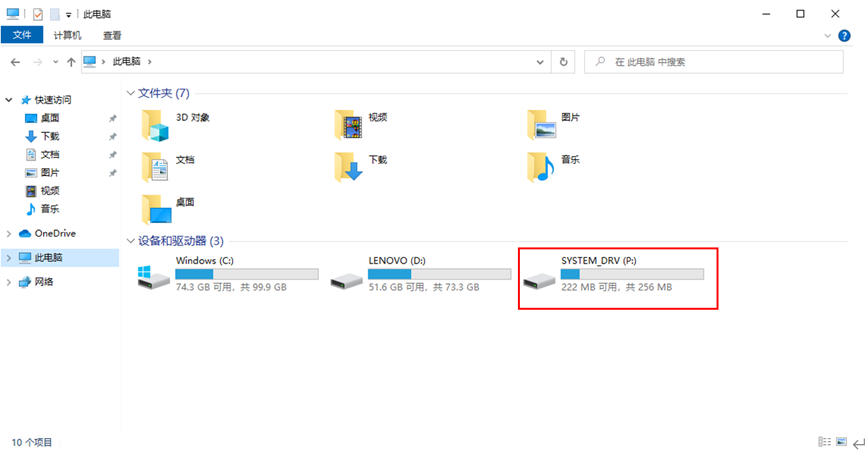 此电脑
文件 计算机 查看
此电脑
在 此电脑 中搜索
快速访问
桌面
下载
文档
图片
视频
音乐
OneDrive
此电脑
网络
文件夹 (7)
3D 对象
视频
图片
文档
下载
音乐
桌面
设备和驱动器 (3)
Windows (C:)
74.3 GB 可用，共 99.9 GB
LENOVO (D:)
51.6 GB 可用，共 73.3 GB
SYSTEM_DRV (P:)
222 MB 可用，共 256 MB
10 个项目